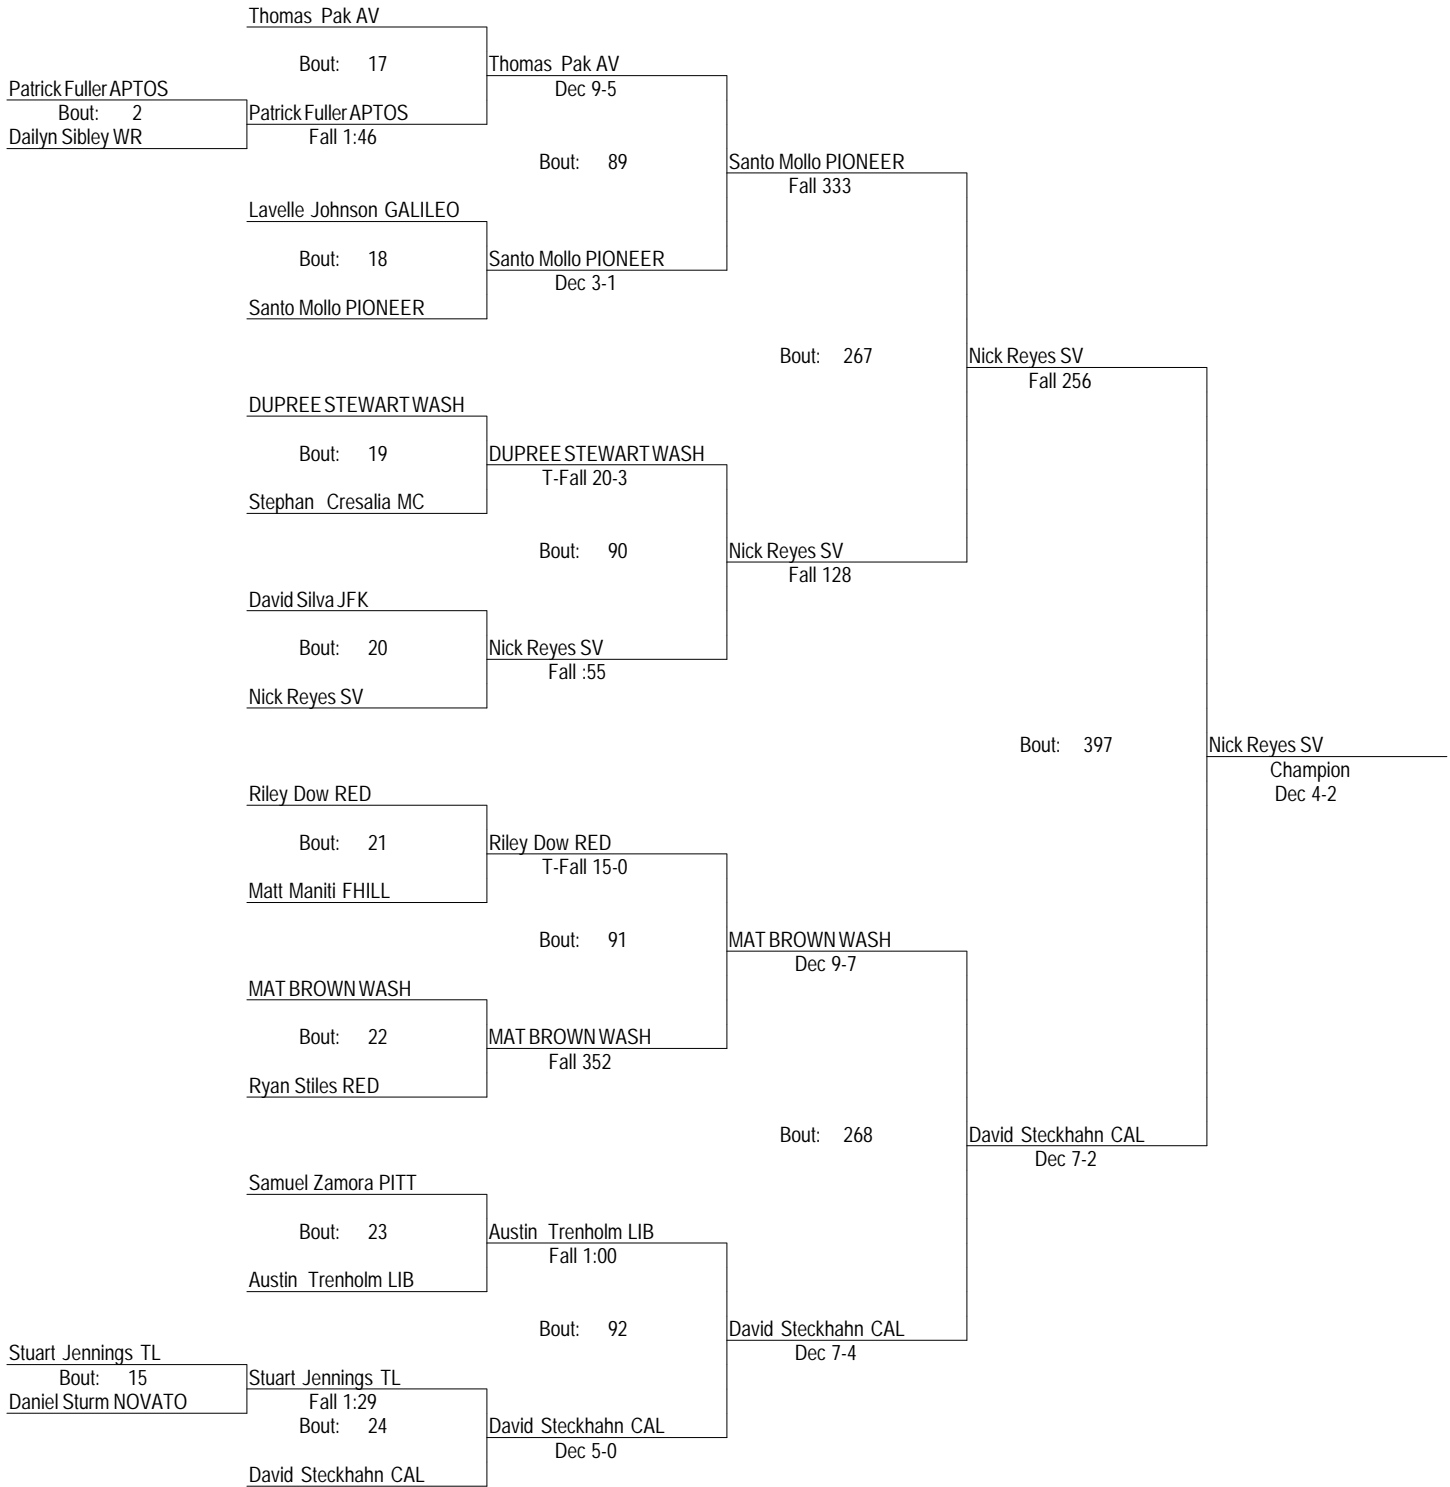 Thomas Pak AV
Bout: 17
Thomas Pak AV
Dec 9-5
Patrick Fuller APTOS
Bout: 2
Dailyn Sibley WR
Patrick Fuller APTOS
Fall 1:46
Bout: 89
Santo Mollo PIONEER
Fall 333
Lavelle Johnson GALILEO
Bout: 18
Santo Mollo PIONEER
Dec 3-1
Santo Mollo PIONEER
Bout: 267
Nick Reyes SV
Fall 256
DUPREE STEWART WASH
Bout: 19
DUPREE STEWART WASH
T-Fall 20-3
Stephan Cresalia MC
Bout: 90
Nick Reyes SV
Fall 128
David Silva JFK
Bout: 20
Nick Reyes SV
Fall :55
Nick Reyes SV
Bout: 397
Nick Reyes SV
Champion
Dec 4-2
Riley Dow RED
Bout: 21
Riley Dow RED
T-Fall 15-0
Matt Maniti FHILL
Bout: 91
MAT BROWN WASH
Dec 9-7
MAT BROWN WASH
Bout: 22
MAT BROWN WASH
Fall 352
Ryan Stiles RED
Bout: 268
David Steckhahn CAL
Dec 7-2
Samuel Zamora PITT
Bout: 23
Austin Trenholm LIB
Fall 1:00
Austin Trenholm LIB
Bout: 92
David Steckhahn CAL
Dec 7-4
Stuart Jennings TL
Bout: 15
Daniel Sturm NOVATO
Stuart Jennings TL
Fall 1:29
Bout: 24
David Steckhahn CAL
Dec 5-0
David Steckhahn CAL